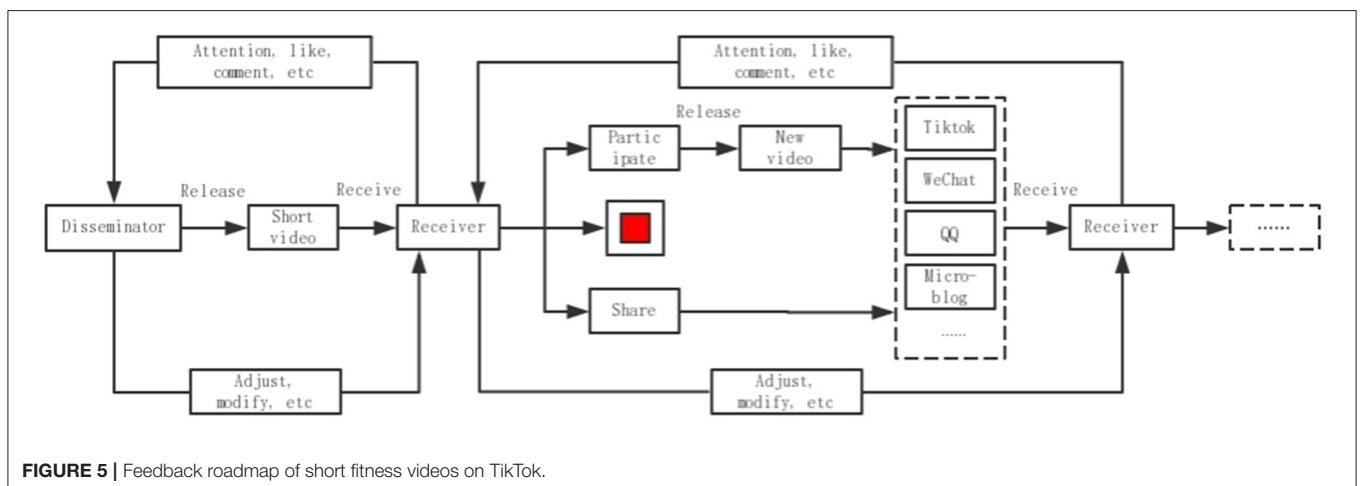 Attention, like,
comment, etc
Attention, like,
comment, etc
Release
Tiktok
Partic
ipate
New
video
WeChat
Release
Receive
Receive
Disseminator
Short
video
Receiver
QQ
Receiver
......
Micro-
blog
Share
......
Adjust,
modify, etc
Adjust,
modify, etc
FIGURE 5 | Feedback roadmap of short fitness videos on TikTok.